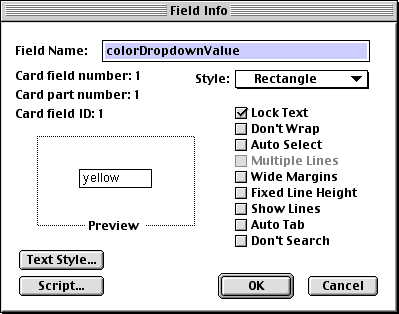 Field Info
Field Name: colorDropdownValue
Card field number: 1
Card part number: 1
Card field ID: 1
Style: Rectangle
Lock Text
Don't Wrap
Auto Select
Multiple Lines
Wide Margins
Fixed Line Height
Show Lines
Auto Tab
Don't Search
yellow
Preview
Text Style...
Script...
OK
Cancel